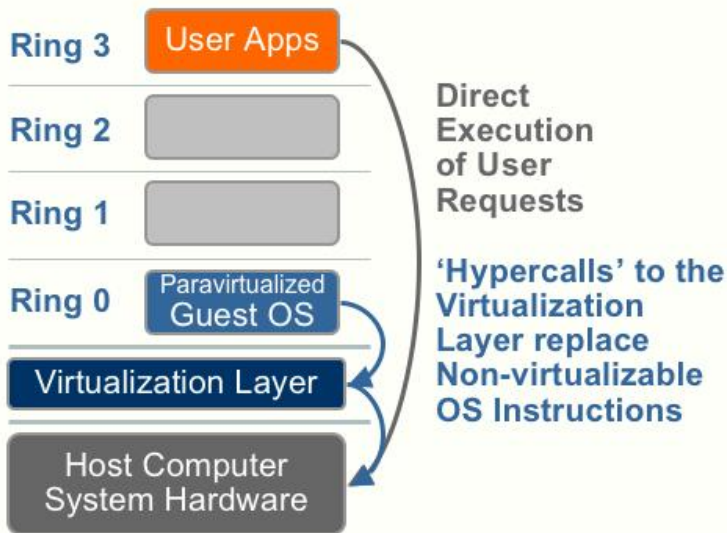 Ring 3
User Apps
Ring 2
Ring 1
Ring 0
Paravirtualized
Guest OS
Virtualization Layer
Host Computer
System Hardware
Direct
Execution
of User
Requests
‘Hypercalls’ to the
Virtualization
Layer replace
Non-virtualizable
OS Instructions